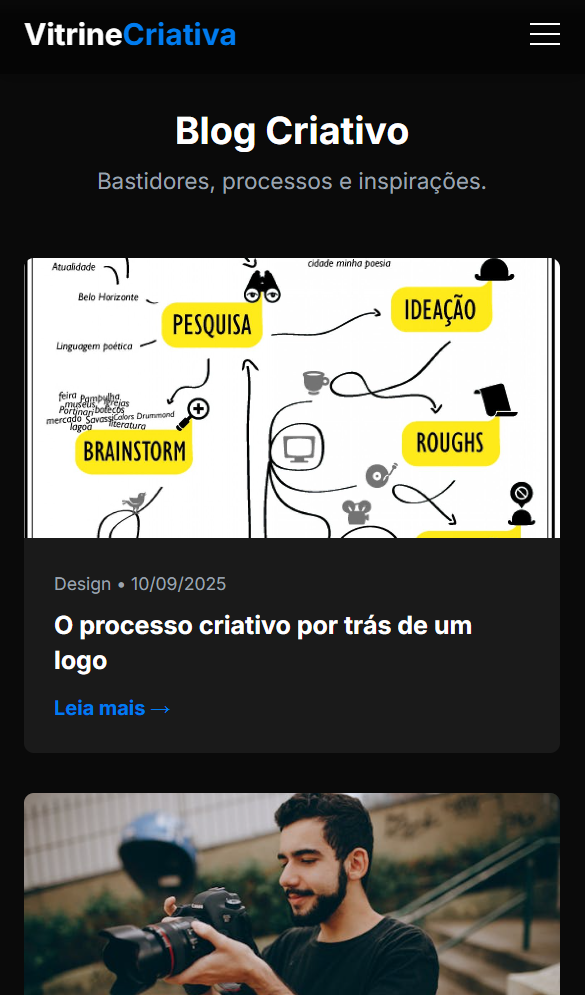 VitrineCriativa
Blog Criativo
Bastidores, processos e inspirações.
Atualidade
cidade minha poesia
Belo Horizonte
PESQUISA
IDEAÇÃO
Linguagem poética
feira Pampulha,
museus, igrejas
Portinari botecos
mercado Savassi Calors Drummond
lagoa literatura
BRAINSTORM
ROUGHS
Design • 10/09/2025
O processo criativo por trás de um
logo
Leia mais →